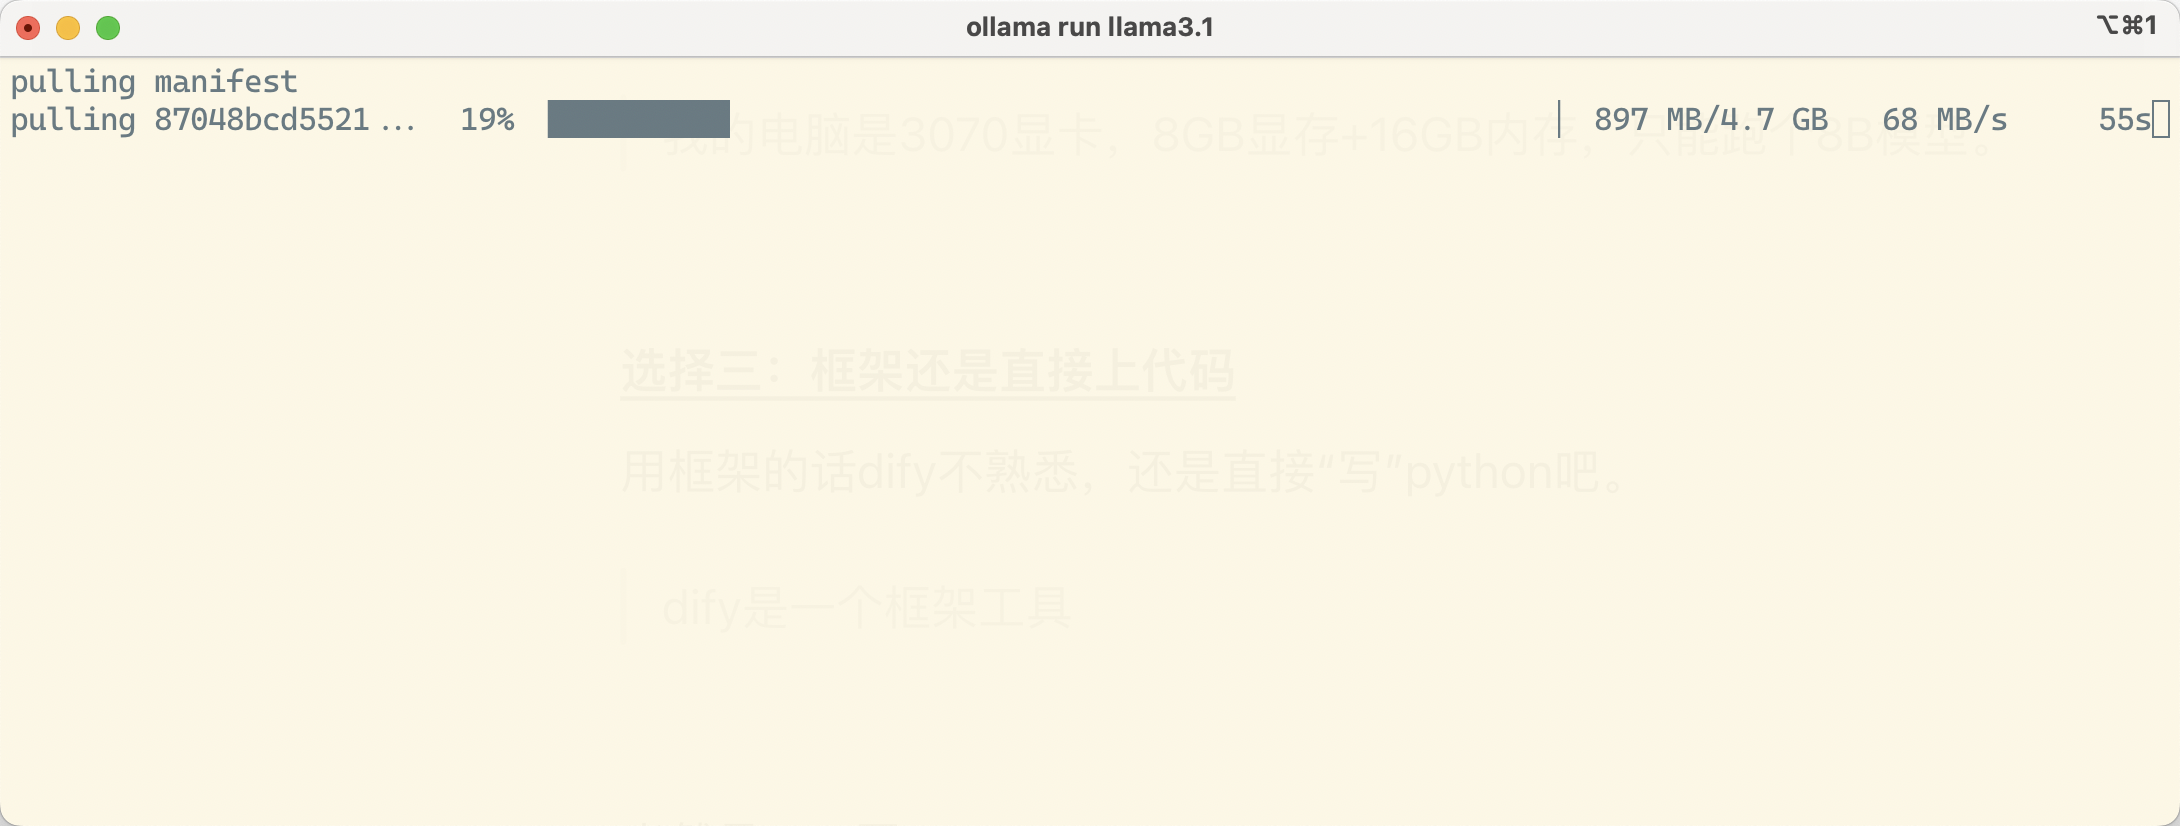 ollama run llama3.1
⌥⌘1
pulling manifest
pulling 87048bcd5521... 19% 897 MB/4.7 GB 68 MB/s 55s
我的电脑是3070显卡，8GB显存+16GB内存，只能跑个8B模型。
选择三：框架还是直接上代码
用框架的话dify不熟悉，还是直接“写”python吧。
dify是一个框架工具